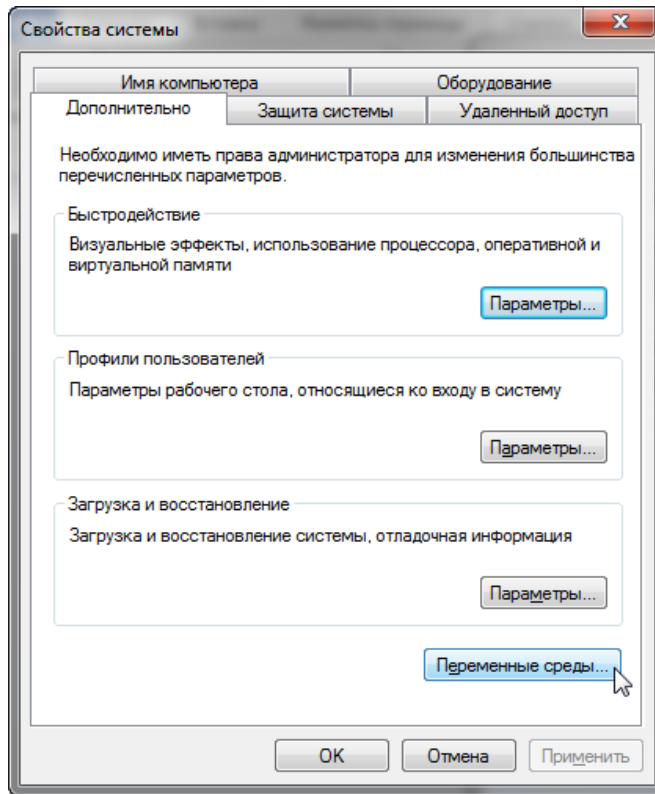 Свойства системы
Имя компьютера
Оборудование
Дополнительно
Защита системы
Удаленный доступ
Необходимо иметь права администратора для изменения большинства
перечисленных параметров.
Быстродействие
Визуальные эффекты, использование процессора, оперативной и
виртуальной памяти
Параметры...
Профили пользователей
Параметры рабочего стола, относящиеся ко входу в систему
Параметры...
Загрузка и восстановление
Загрузка и восстановление системы, отладочная информация
Параметры...
Переменные среды...
OK
Отмена
Применить